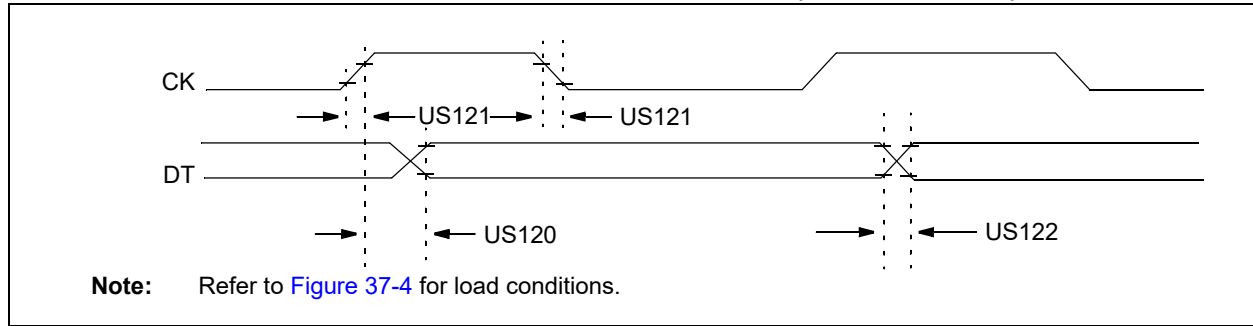 CK
US121
US121
DT
US120
US122
Note: Refer to Figure 37-4 for load conditions.